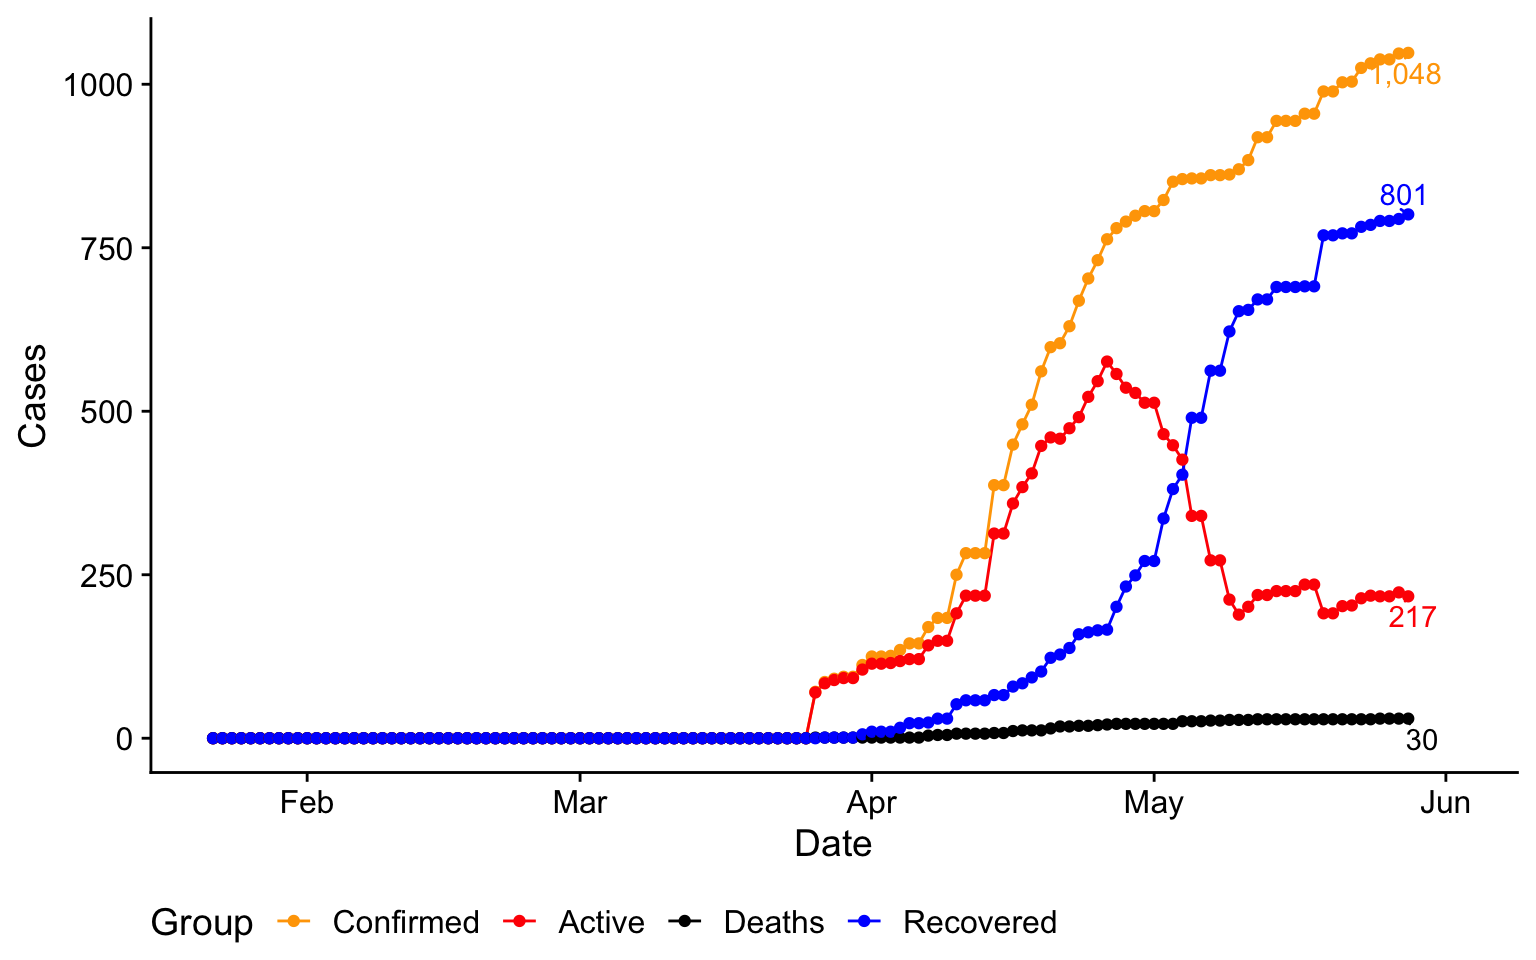 1000
750
500
250
0
Cases
1,048
801
217
30
Feb Mar Apr May Jun
Date
Group Confirmed Active Deaths Recovered